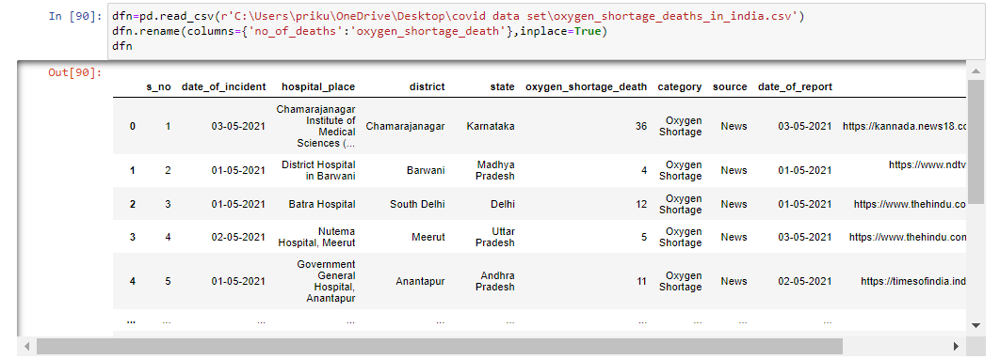 In [90]: dfn=pd.read_csv(r'C:\Users\priku\OneDrive\Desktop\covid data set\oxygen_shortage_deaths_in_india.csv')
dfn.rename(columns={'no_of_deaths':'oxygen_shortage_death'},inplace=True)
dfn
Out[90]:
s_no date_of_incident hospital_place district state oxygen_shortage_death category source date_of_report
0 1 03-05-2021 Chamarajanagar Institute of Medical Sciences (... Chamarajanagar Karnataka 36 Oxygen Shortage News 03-05-2021 https://kannada.news18.co
1 2 01-05-2021 District Hospital in Barwani Barwani Madhya Pradesh 4 Oxygen Shortage News 01-05-2021 https://www.ndtv
2 3 01-05-2021 Batra Hospital South Delhi Delhi 12 Oxygen Shortage News 01-05-2021 https://www.thehindu.co
3 4 02-05-2021 Nutema Hospital, Meerut Meerut Uttar Pradesh 5 Oxygen Shortage News 03-05-2021 https://www.thehindu.com
4 5 01-05-2021 Government General Hospital, Anantapur Anantapur Andhra Pradesh 11 Oxygen Shortage News 02-05-2021 https://timesofindia.ind
... ... ... ... ... ... ... ... ... ...